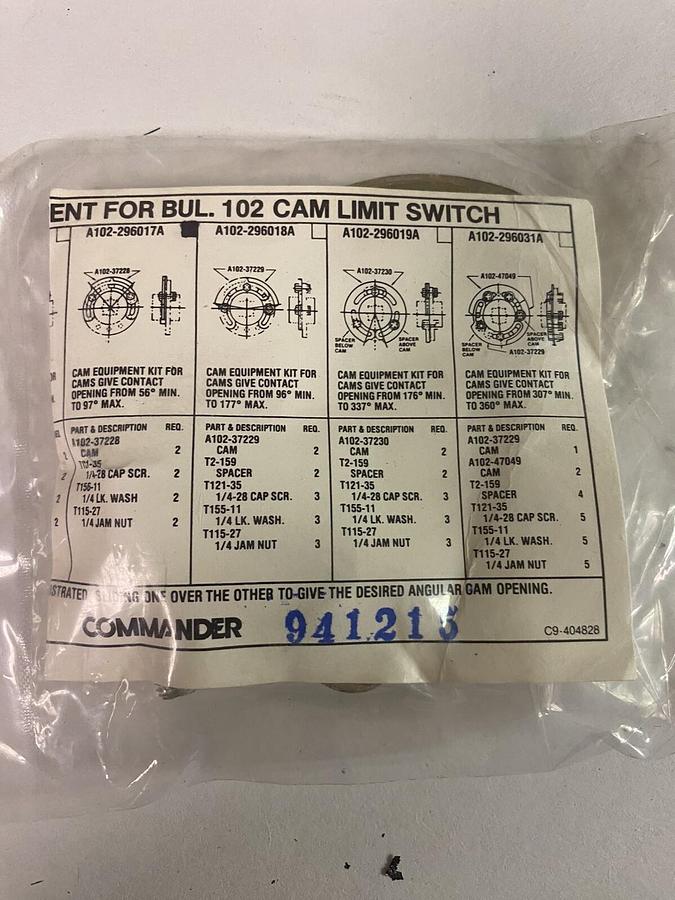 ENT FOR BUL. 102 CAM LIMIT SWITCH
A102-296017A
A102-37228
CAM EQUIPMENT KIT FOR
CAMS GIVE CONTACT
OPENING FROM 56° MIN.
TO 97° MAX.
PART & DESCRIPTION REQ.
A102-37228
CAM 2
T121-35
1/4-28 CAP SCR. 2
T155-11
1/4 LK. WASH 2
T115-27
1/4 JAM NUT 2
A102-296018A
A102-37229
CAM EQUIPMENT KIT FOR
CAMS GIVE CONTACT
OPENING FROM 96° MIN.
TO 177° MAX.
PART & DESCRIPTION REQ.
A102-37229
CAM 2
T2-159
SPACER 2
T121-35
1/4-28 CAP SCR. 3
T155-11
1/4 LK. WASH. 3
T115-27
1/4 JAM NUT 3
A102-296019A
A102-37230
SPACER
BELOW
CAM
SPACER
ABOVE
CAM
CAM EQUIPMENT KIT FOR
CAMS GIVE CONTACT
OPENING FROM 176° MIN.
TO 337° MAX.
PART & DESCRIPTION REQ.
A102-37230
CAM 2
T2-159
SPACER 2
T121-35
1/4-28 CAP SCR. 3
T155-11
1/4 LK. WASH. 3
T115-27
1/4 JAM NUT 3
A102-296031A
A102-47049
SPACER
BELOW
CAM
SPACER
ABOVE
CAM
A102-37229
CAM EQUIPMENT KIT FOR
CAMS GIVE CONTACT
OPENING FROM 307° MIN.
TO 360° MAX.
PART & DESCRIPTION REQ.
A102-37229
CAM 1
A102-47049
CAM 2
T2-159
SPACER 4
T121-35
1/4-28 CAP SCR. 5
T155-11
1/4 LK. WASH. 5
T115-27
1/4 JAM NUT 5
2
2
2
2
STRATED SLIDING ONE OVER THE OTHER TO GIVE THE DESIRED ANGULAR CAM OPENING.
COMMANDER
941215
C9-404828